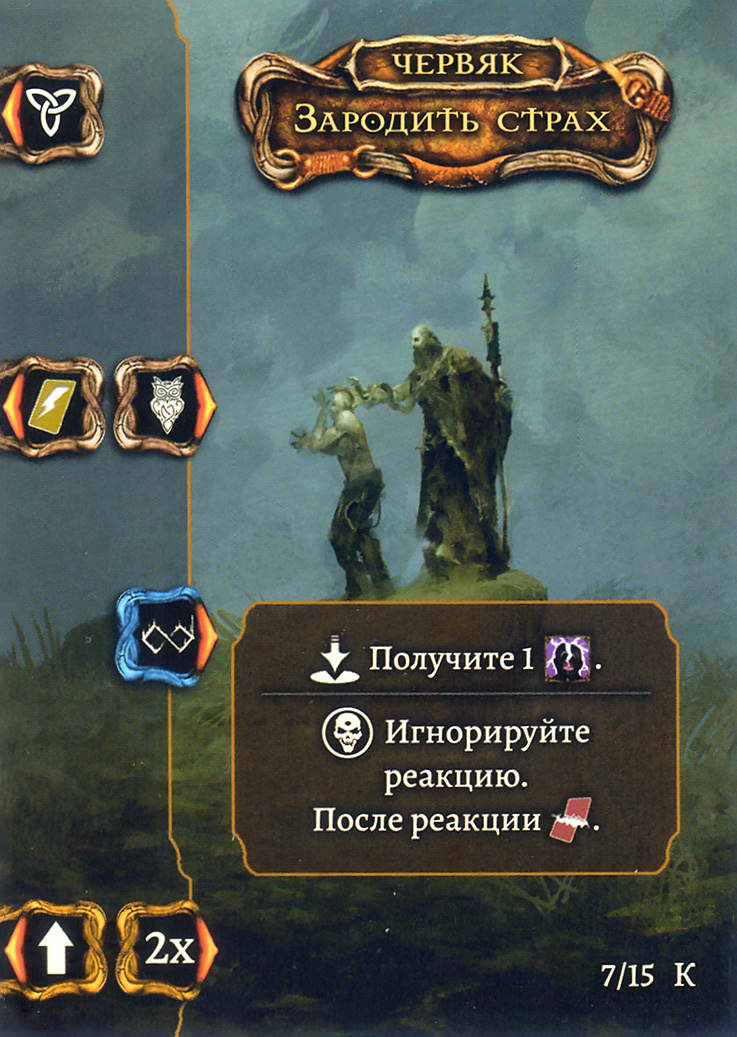 ЧЕРВЯК
Зародить страх
Получите 1 .
Игнорируйте
реакцию.
После реакции .
2x
7/15 К